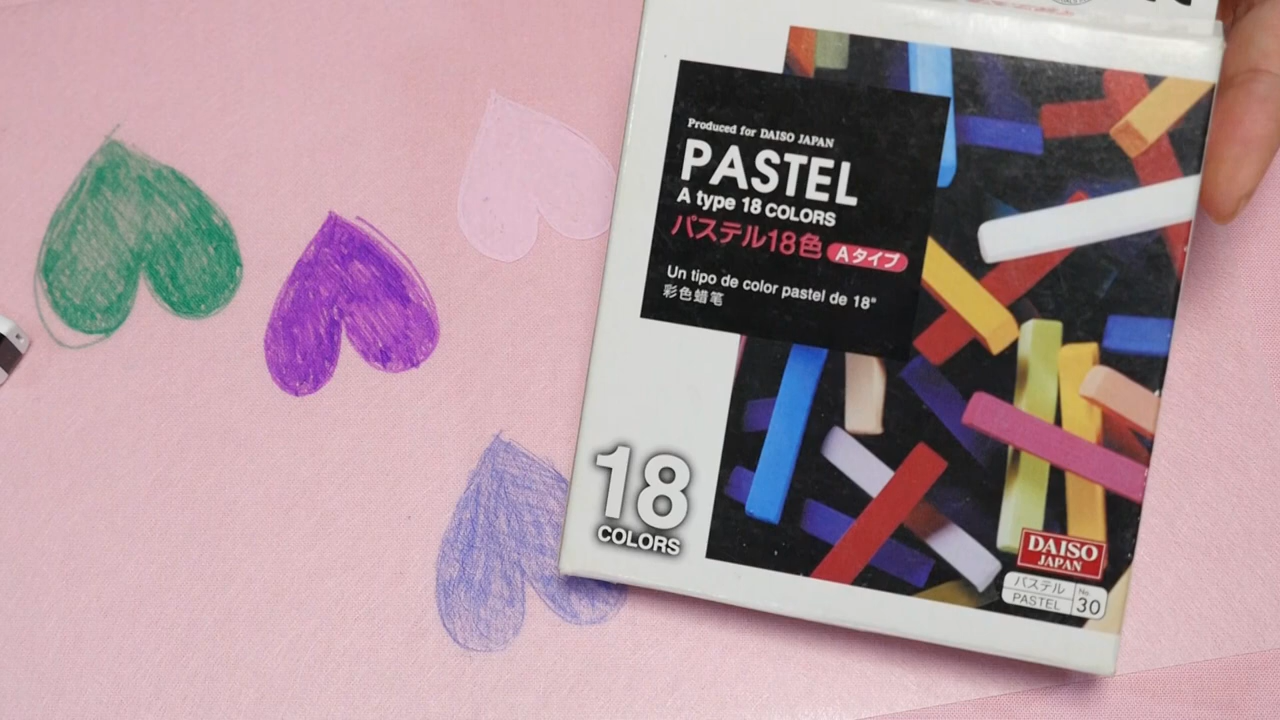 Produced for DAISO JAPAN
PASTEL
A type 18 COLORS
パステル18色 Aタイプ
Un tipo de color pastel de 18*
彩色蜡笔
18
COLORS
DAISO
JAPAN
パステル
PASTEL
No.
30